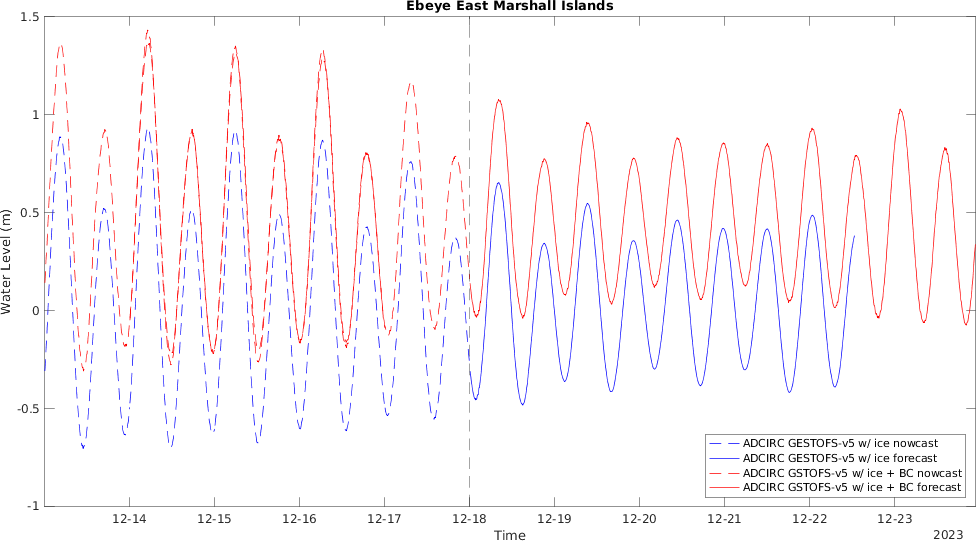 Ebeye East Marshall Islands
Water Level (m)
1.5
1
0.5
0
-0.5
-1
12-14
12-15
12-16
12-17
12-18
12-19
12-20
12-21
12-22
12-23
Time
2023
ADCIRC GESTOFS-v5 w/ ice nowcast
ADCIRC GESTOFS-v5 w/ ice forecast
ADCIRC GSTOFS-v5 w/ ice + BC nowcast
ADCIRC GSTOFS-v5 w/ ice + BC forecast